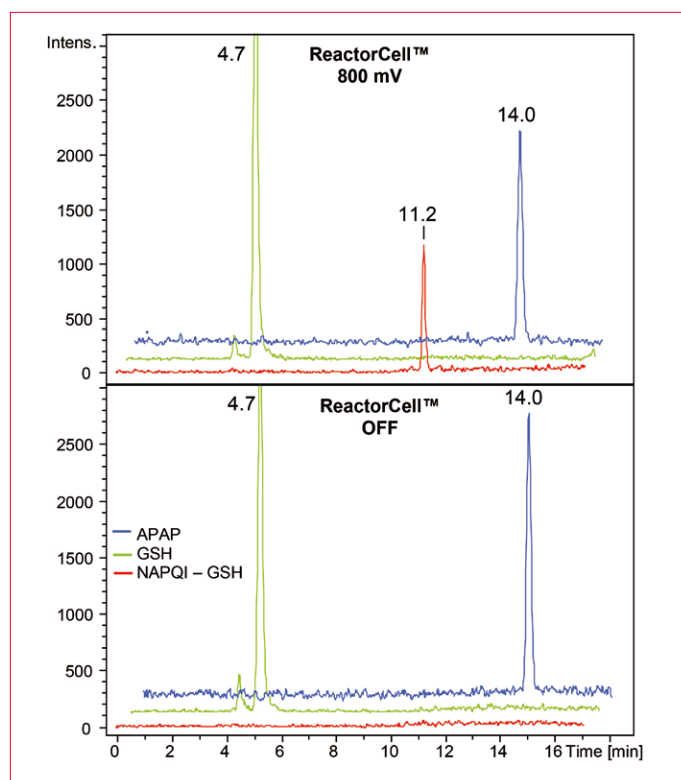 Intens.
4.7
ReactorCell™
800 mV
14.0
11.2
2500
2000
1500
1000
500
0
4.7
ReactorCell™
OFF
14.0
2500
2000
1500
1000
500
0
APAP
GSH
NAPQI – GSH
0 2 4 6 8 10 12 14 16 Time [min]